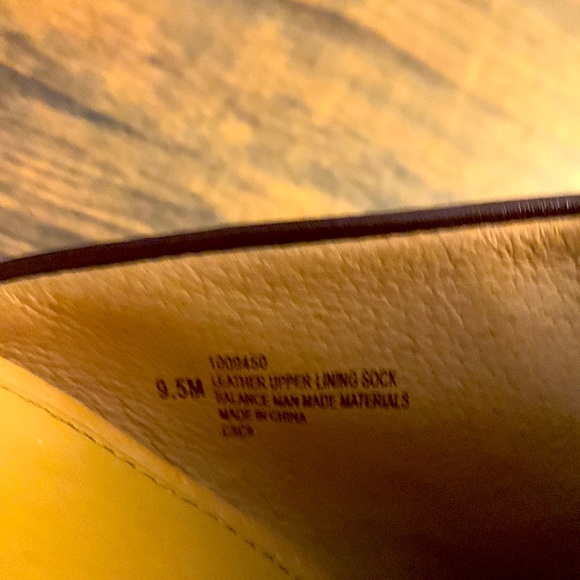 1009450
9.5M LEATHER UPPER LINING SOCK
BALANCE MAN MADE MATERIALS
MADE IN CHINA